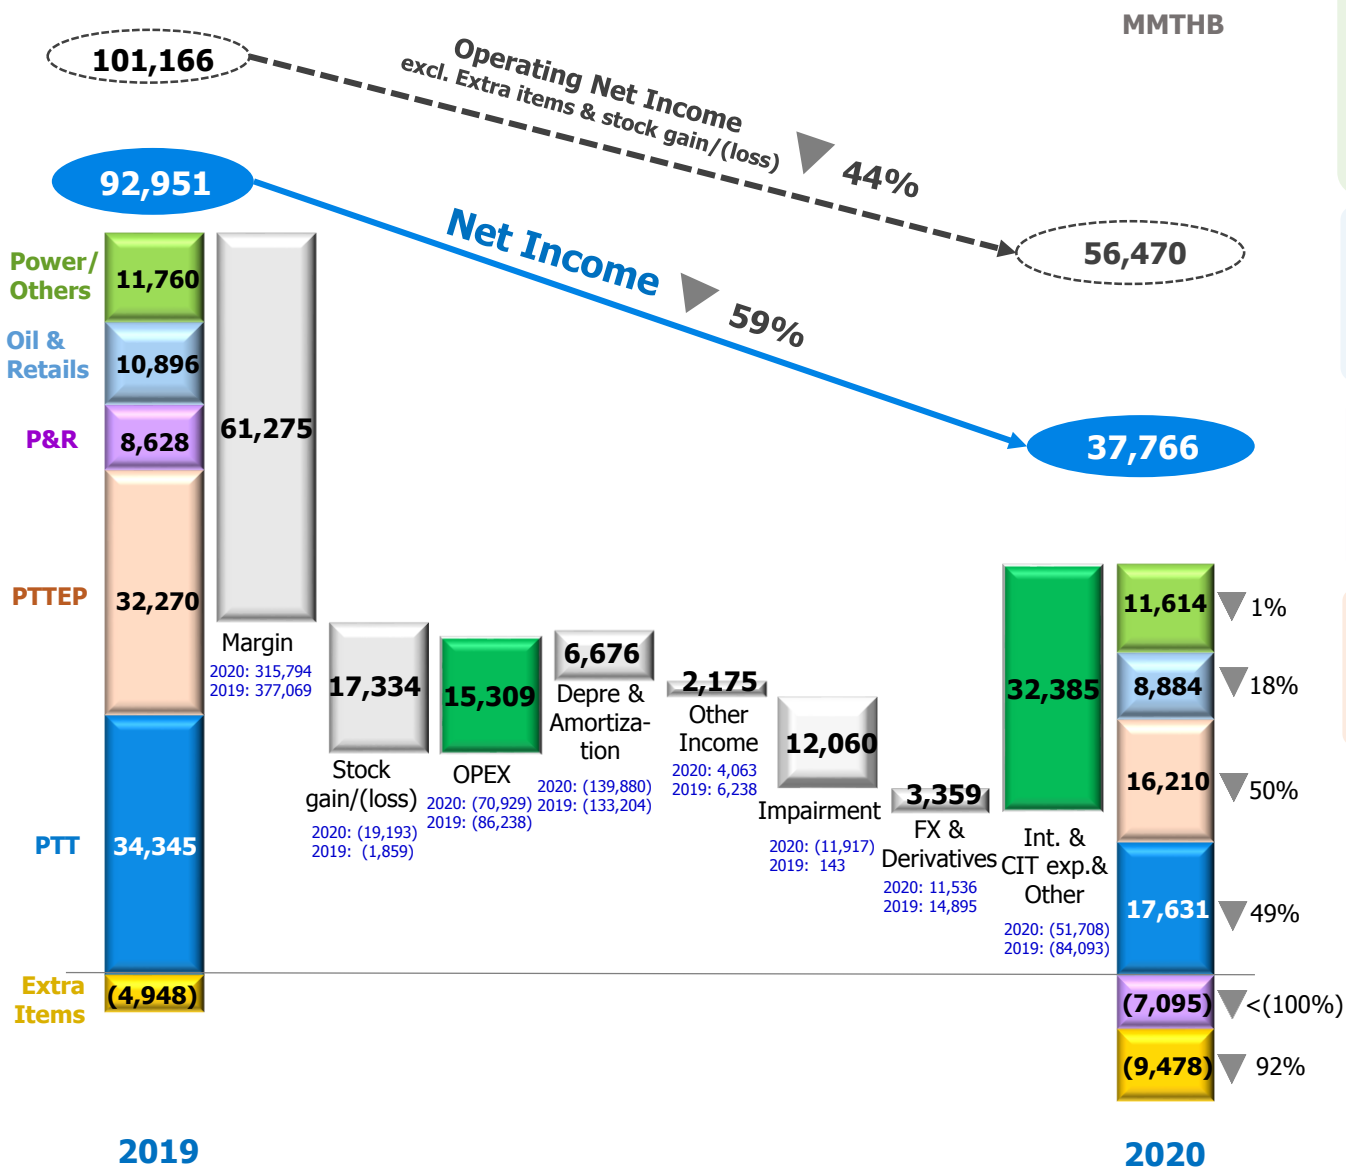 MMTHB
101,166
Operating Net Income
excl. Extra items & stock gain/(loss)
44%
56,470
92,951
Net Income
59%
37,766
Power/
Others
11,760
Oil &
Retails
10,896
P&R
8,628
PTTEP
32,270
PTT
34,345
Extra
Items
(4,948)
2019
61,275
Margin
2020: 315,794
2019: 377,069
17,334
Stock
gain/(loss)
2020: (19,193)
2019: (1,859)
15,309
OPEX
2020: (70,929)
2019: (86,238)
6,676
Depre &
Amortiza-
tion
2020: (139,880)
2019: (133,204)
2,175
Other
Income
2020: 4,063
2019: 6,238
12,060
Impairment
2020: (11,917)
2019: 143
3,359
FX &
Derivatives
2020: 11,536
2019: 14,895
32,385
Int. &
CIT exp.&
Other
2020: (51,708)
2019: (84,093)
11,614
1%
8,884
18%
16,210
50%
17,631
49%
(7,095)
<(100%)
(9,478)
92%
2020